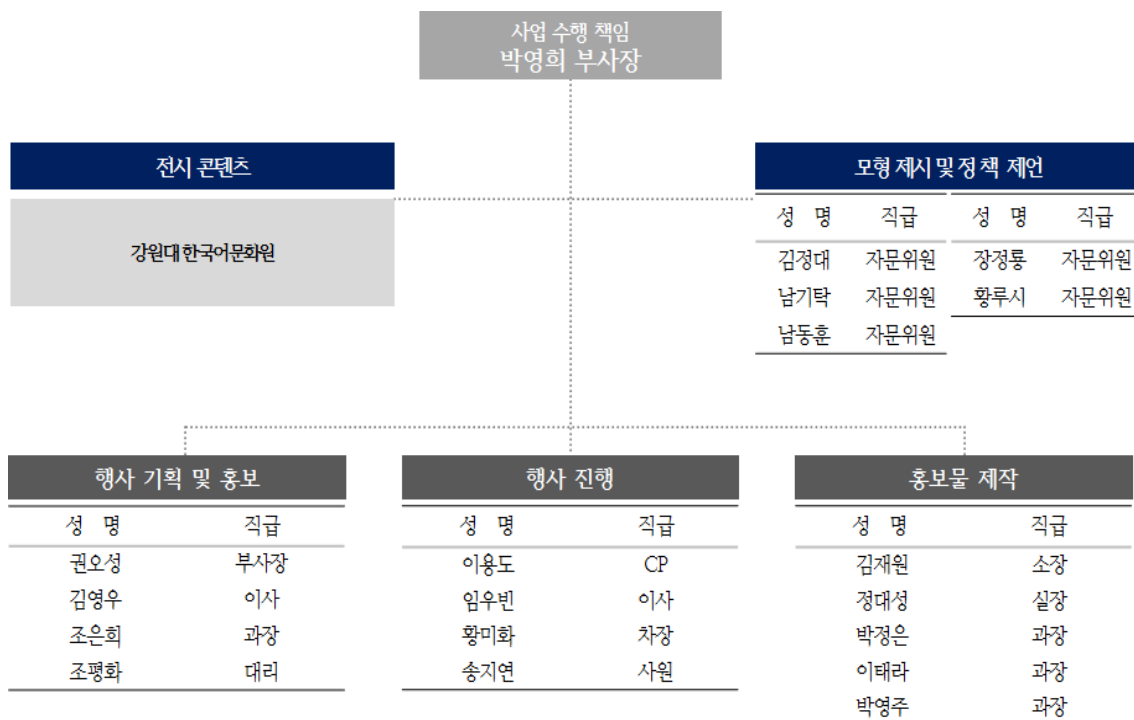 사업 수행 책임
박영희 부사장
전시 콘텐츠
강원대 한국어문화원
모형 제시 및 정책 제언
성 명 직급 성 명 직급
김정대 자문위원 장정룡 자문위원
남기탁 자문위원 황루시 자문위원
남동훈 자문위원
행사 기획 및 홍보
성 명 직급
권오성 부사장
김영우 이사
조은희 과장
조평화 대리
행사 진행
성 명 직급
이용도 CP
임우빈 이사
황미화 차장
송지연 사원
홍보물 제작
성 명 직급
김재원 소장
정대성 실장
박정은 과장
이태라 과장
박영주 과장